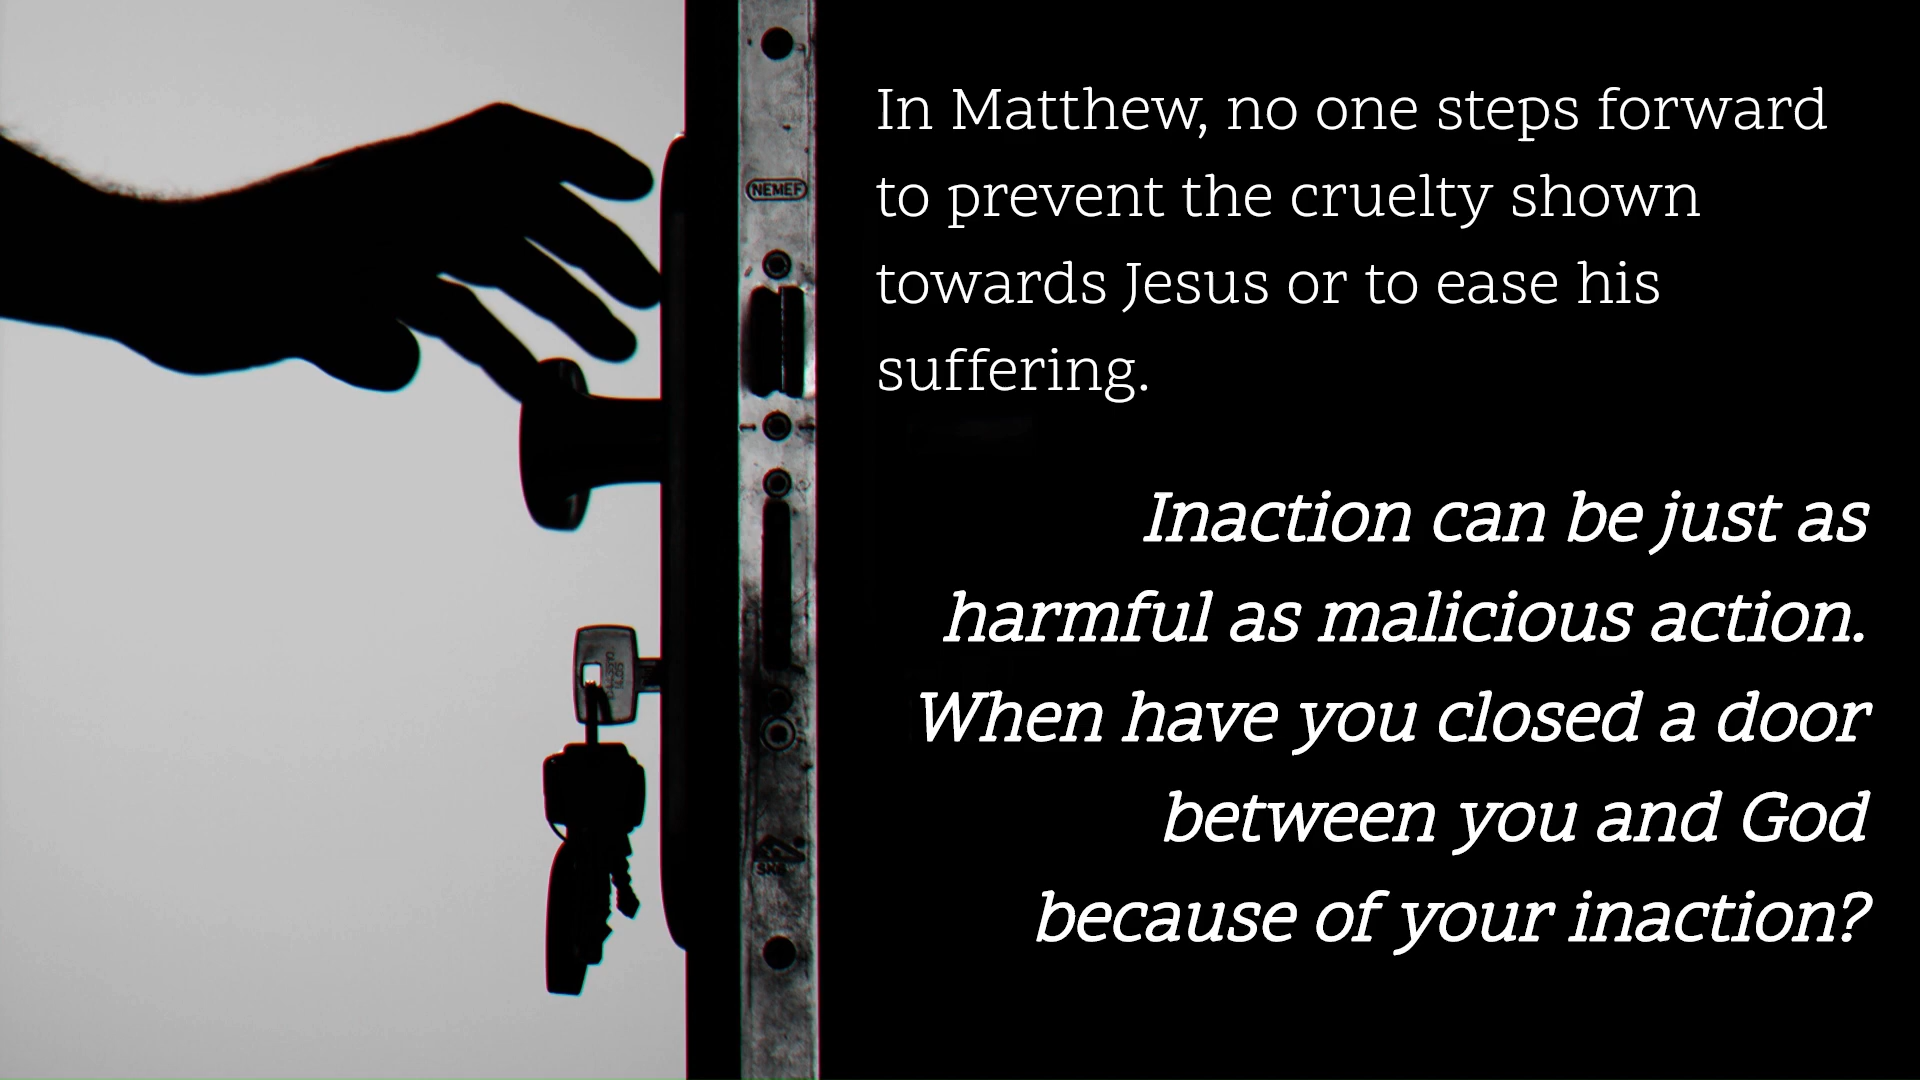 In Matthew, no one steps forward
to prevent the cruelty shown
towards Jesus or to ease his
suffering.
Inaction can be just as
harmful as malicious action.
When have you closed a door
between you and God
because of your inaction?
NEMEF